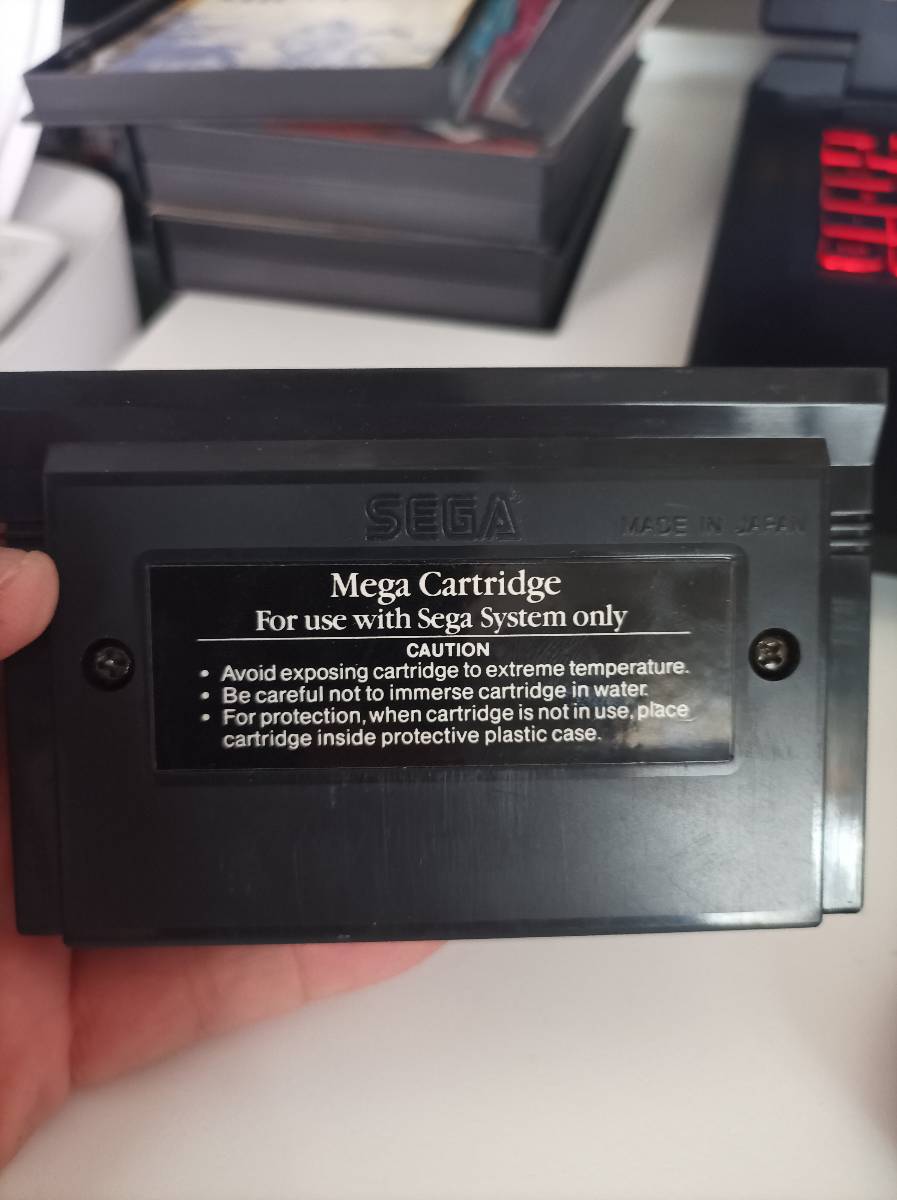 SEGA®
MADE IN JAPAN
Mega Cartridge
For use with Sega System only
CAUTION
• Avoid exposing cartridge to extreme temperature.
• Be careful not to immerse cartridge in water.
• For protection, when cartridge is not in use, place
cartridge inside protective plastic case.